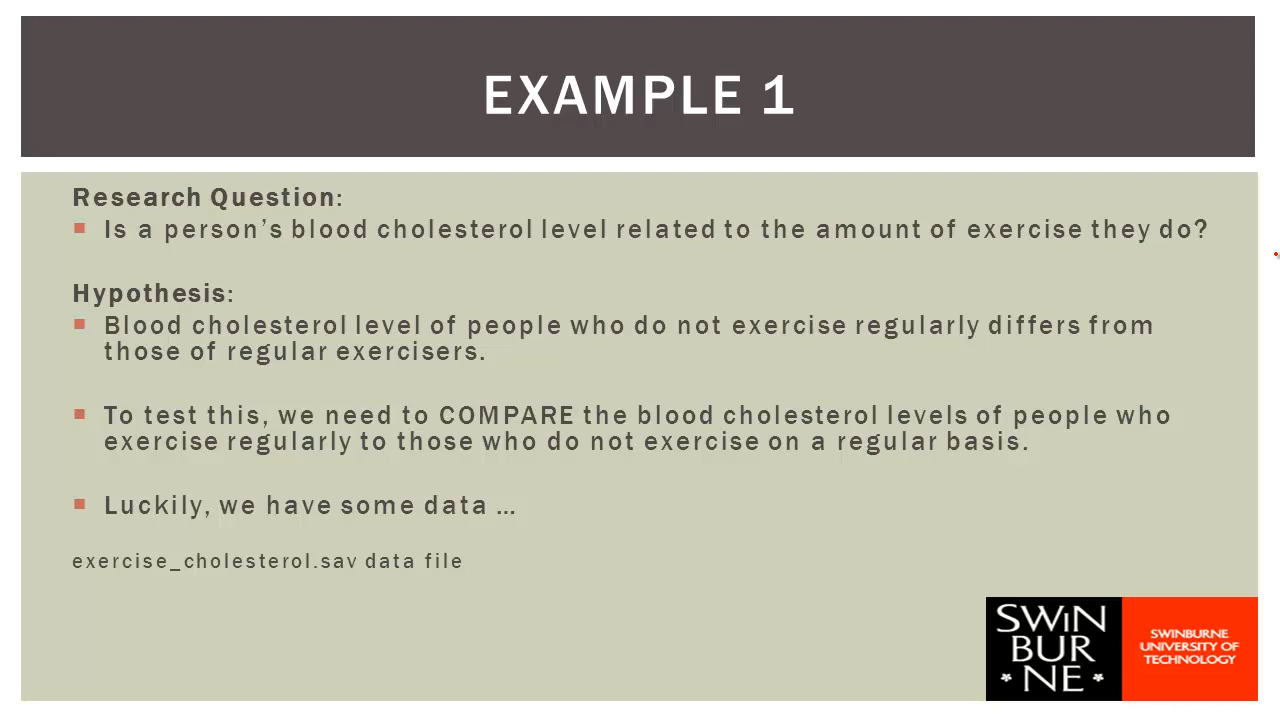 EXAMPLE 1
Research Question:
Is a person's blood cholesterol level related to the amount of exercise they do?
Hypothesis:
Blood cholesterol level of people who do not exercise regularly differs from
those of regular exercisers.
To test this, we need to COMPARE the blood cholesterol levels of people who
exercise regularly to those who do not exercise on a regular basis.
Luckily, we have some data …
exercise_cholesterol.sav data file
SWiN
BUR
NE
SWINBURNE
UNIVERSITY OF
TECHNOLOGY